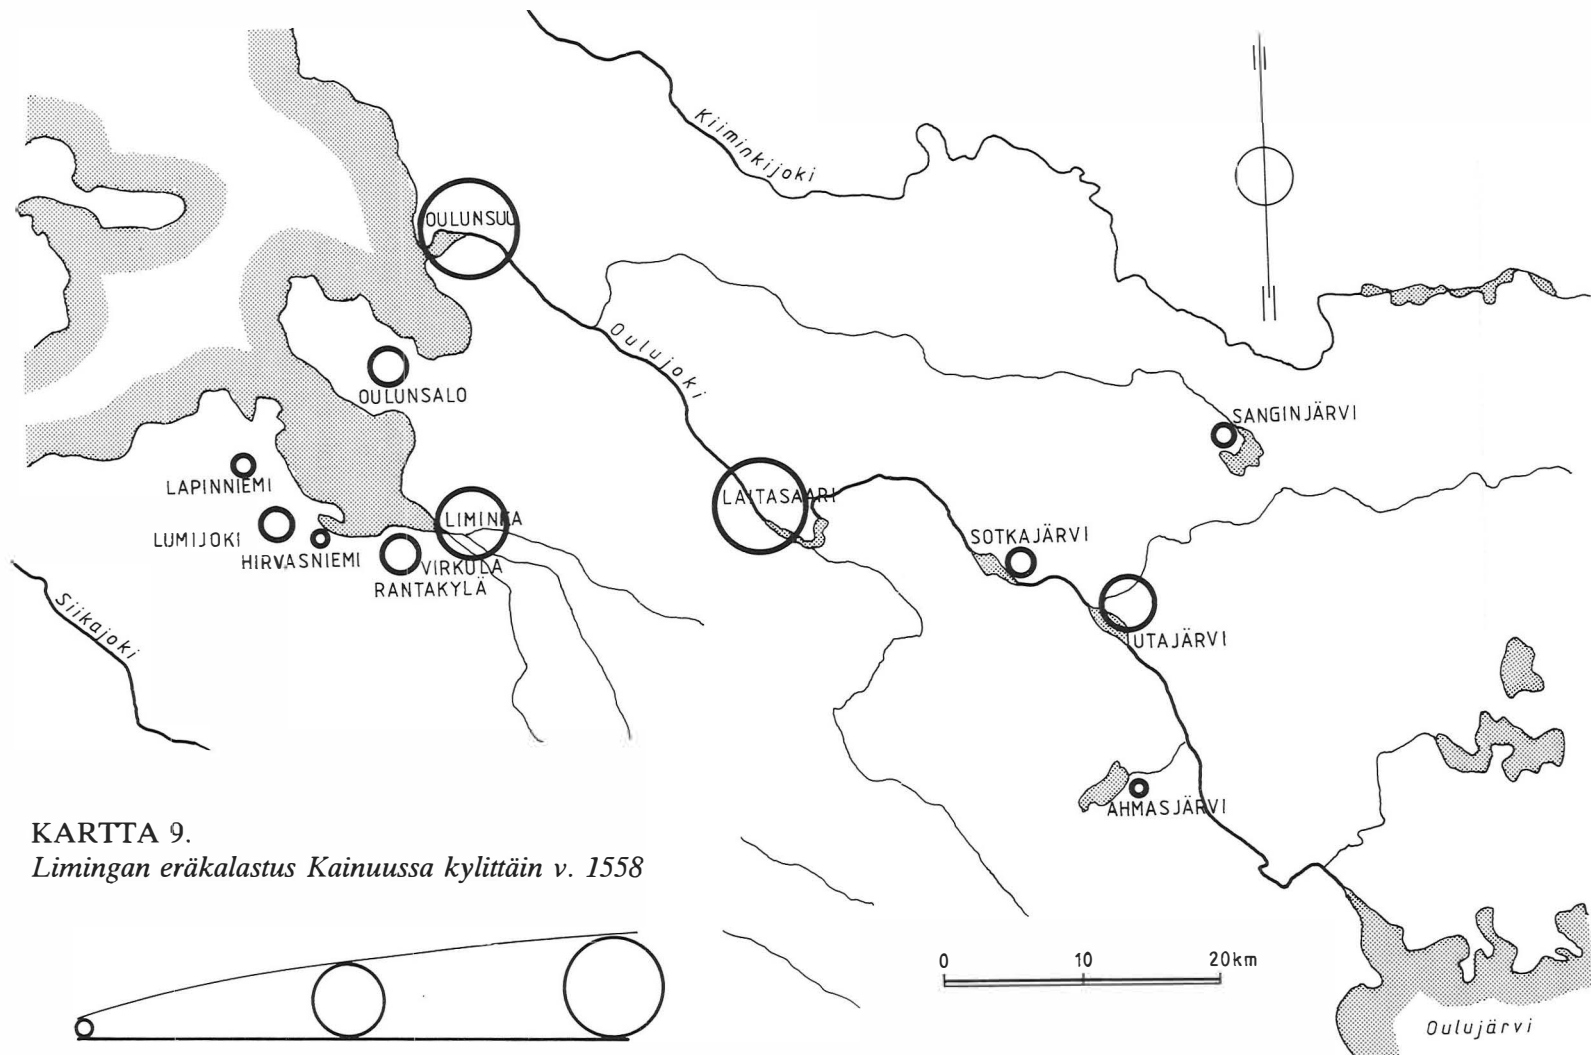 Kiiminkijoki
OULUNSUU
Oulujoki
OULUNSALO
SANGINJÄRVI
LAPINNIEMI
LAITASAARI
LIMINKA
LUMIJOKI
SOTKAJÄRVI
HIRVASNIEMI
VIRKULA
RANTAKYLÄ
Siikajoki
UTAJÄRVI
AHMASJÄRVI
KARTTA 9.
Limingan eräkalastus Kainuussa kylittäin v. 1558
0 10 20km
Oulujärvi